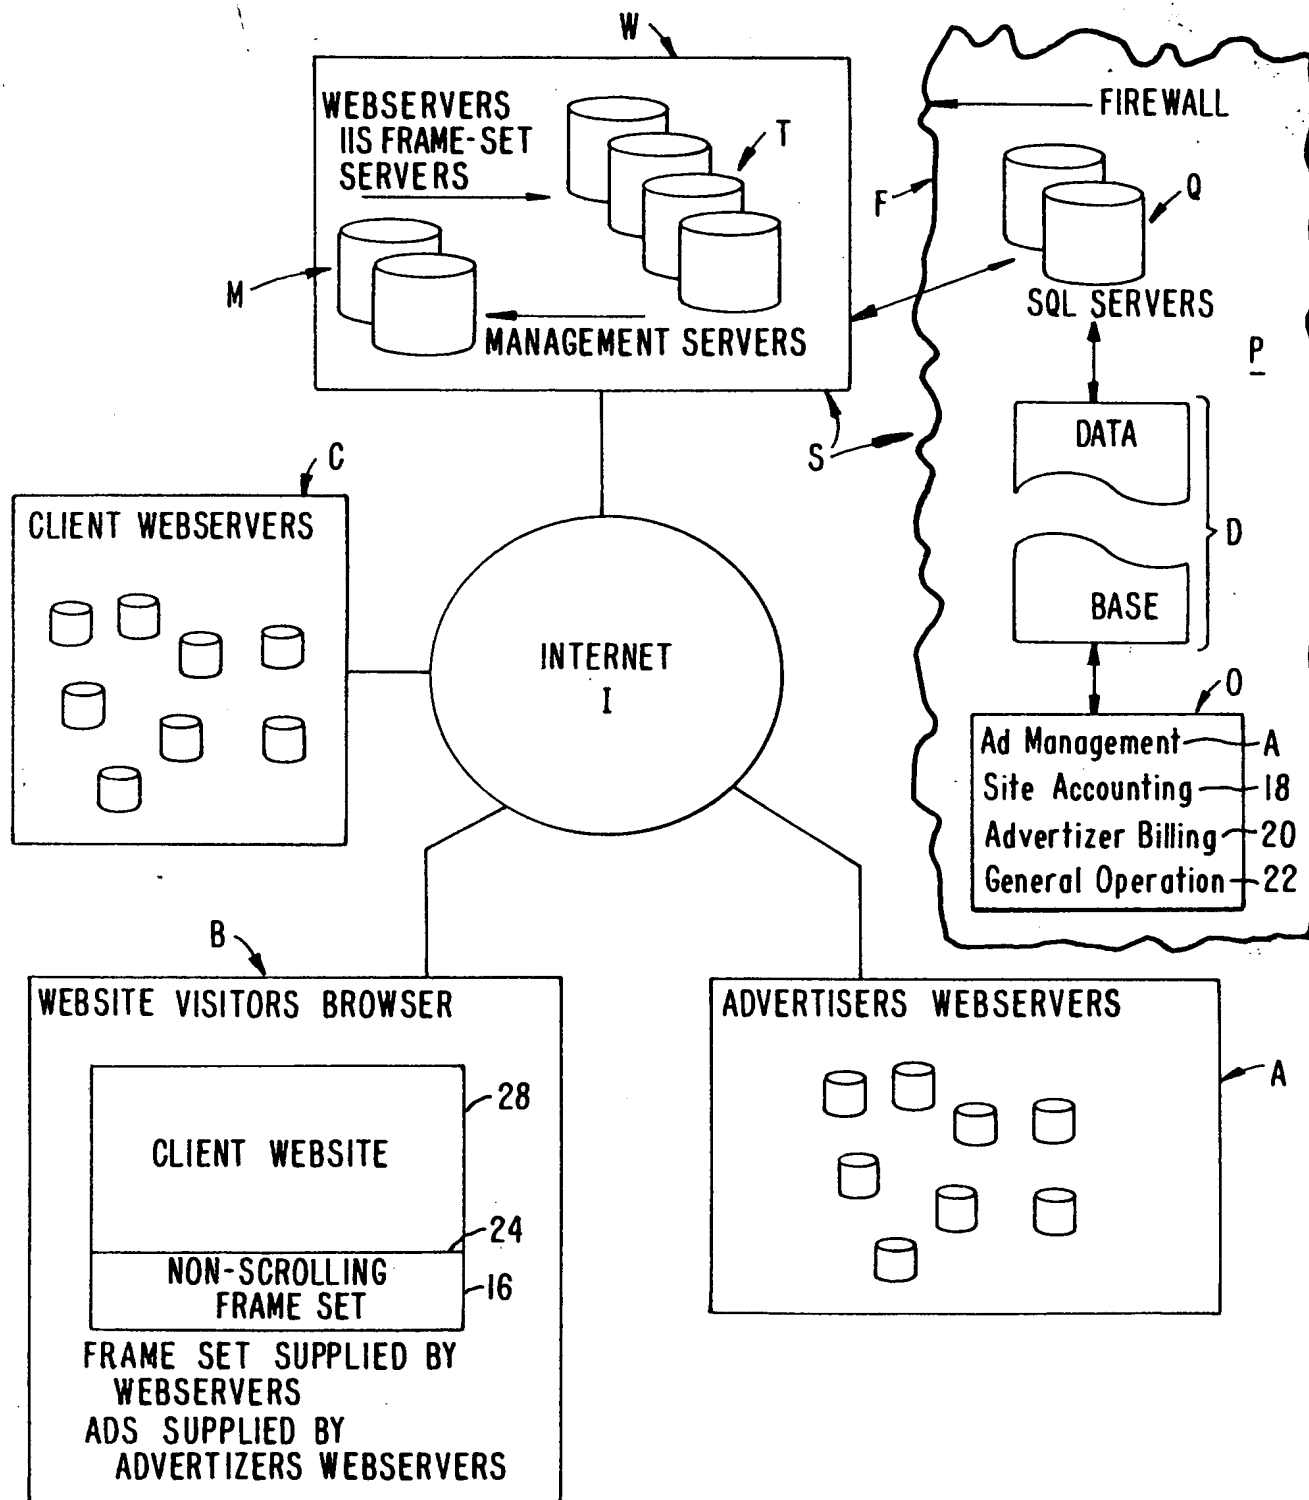 W
WEBSERVERS
IIS FRAME-SET
SERVERS
T
M
MANAGEMENT SERVERS
FIREWALL
F
Q
SQL SERVERS
P
S
DATA
D
BASE
O
Ad Management A
Site Accounting 18
Advertizer Billing 20
General Operation 22
C
CLIENT WEBSERVERS
INTERNET
I
B
WEBSITE VISITORS BROWSER
28
CLIENT WEBSITE
24
NON-SCROLLING
FRAME SET
16
FRAME SET SUPPLIED BY
WEBSERVERS
ADS SUPPLIED BY
ADVERTIZERS WEBSERVERS
ADVERTISERS WEBSERVERS
A